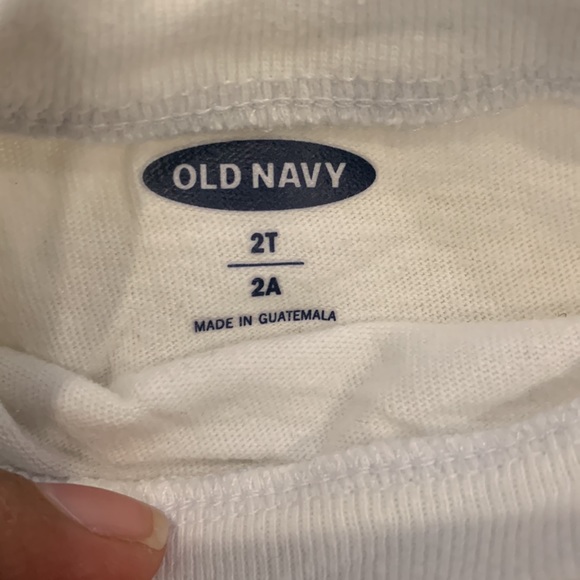 OLD NAVY
2T
2A
MADE IN GUATEMALA